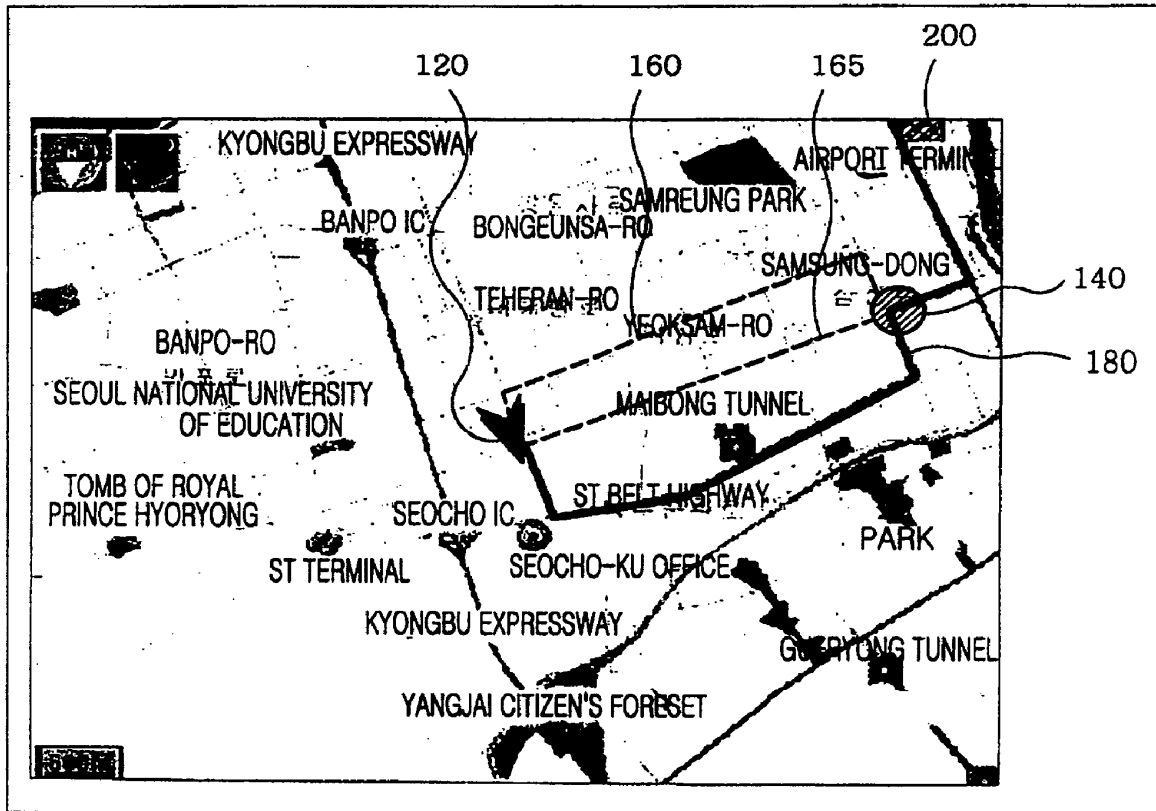 200
120
160
165
KYONGBU EXPRESSWAY
AIRPORT TERMIN
SAMREUNG PARK
BANPO IC
BONGEUNSA-RO
SAMSUNG-DONG
140
TEHERAN-RO
YEOKSAM-RO
BANPO-RO
180
SEOUL NATIONAL UNIVERSITY
OF EDUCATION
MAIBONG TUNNEL
TOMB OF ROYAL
PRINCE HYORYONG
SEOCHO IC
ST BELT HIGHWAY
PARK
ST TERMINAL
SEOCHO-KU OFFICE
KYONGBU EXPRESSWAY
GUERYONG TUNNEL
YANGJAI CITIZEN'S FORESET